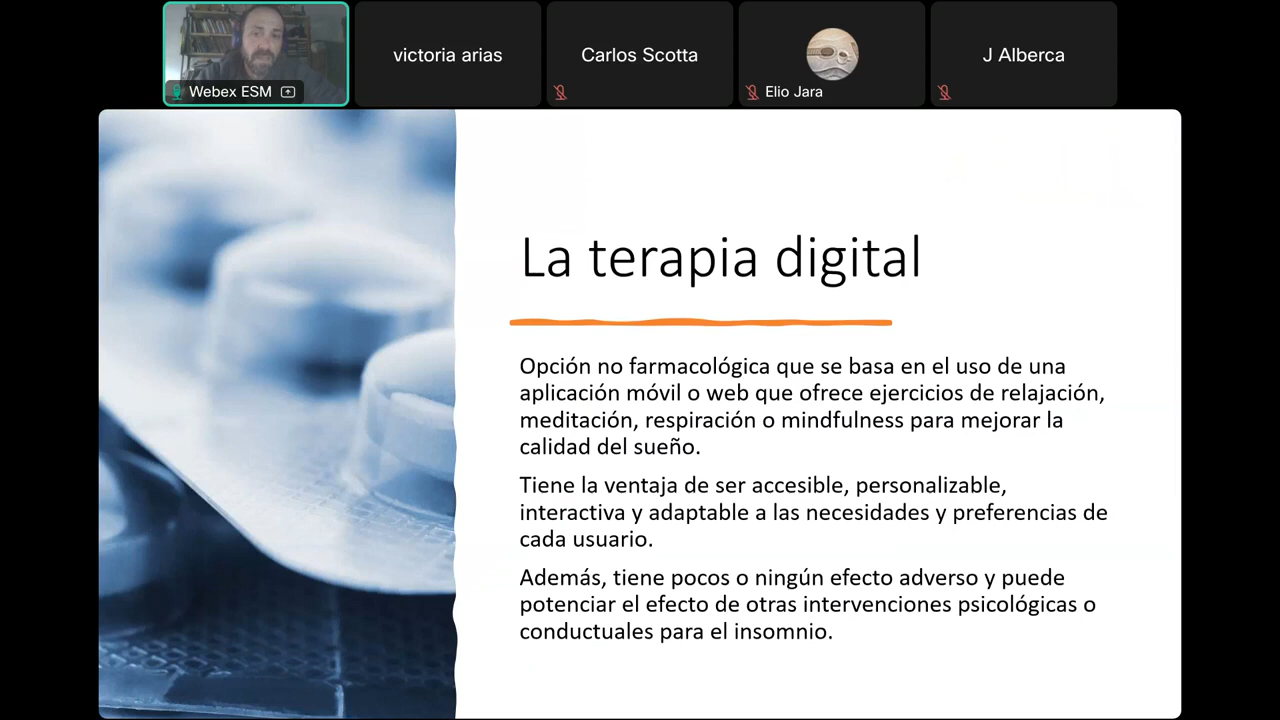 Webex ESM
victoria arias
Carlos Scotta
Elio Jara
J Alberca
La terapia digital
Opción no farmacológica que se basa en el uso de una
aplicación móvil o web que ofrece ejercicios de relajación,
meditación, respiración o mindfulness para mejorar la
calidad del sueño.
Tiene la ventaja de ser accesible, personalizable,
interactiva y adaptable a las necesidades y preferencias de
cada usuario.
Además, tiene pocos o ningún efecto adverso y puede
potenciar el efecto de otras intervenciones psicológicas o
conductuales para el insomnio.